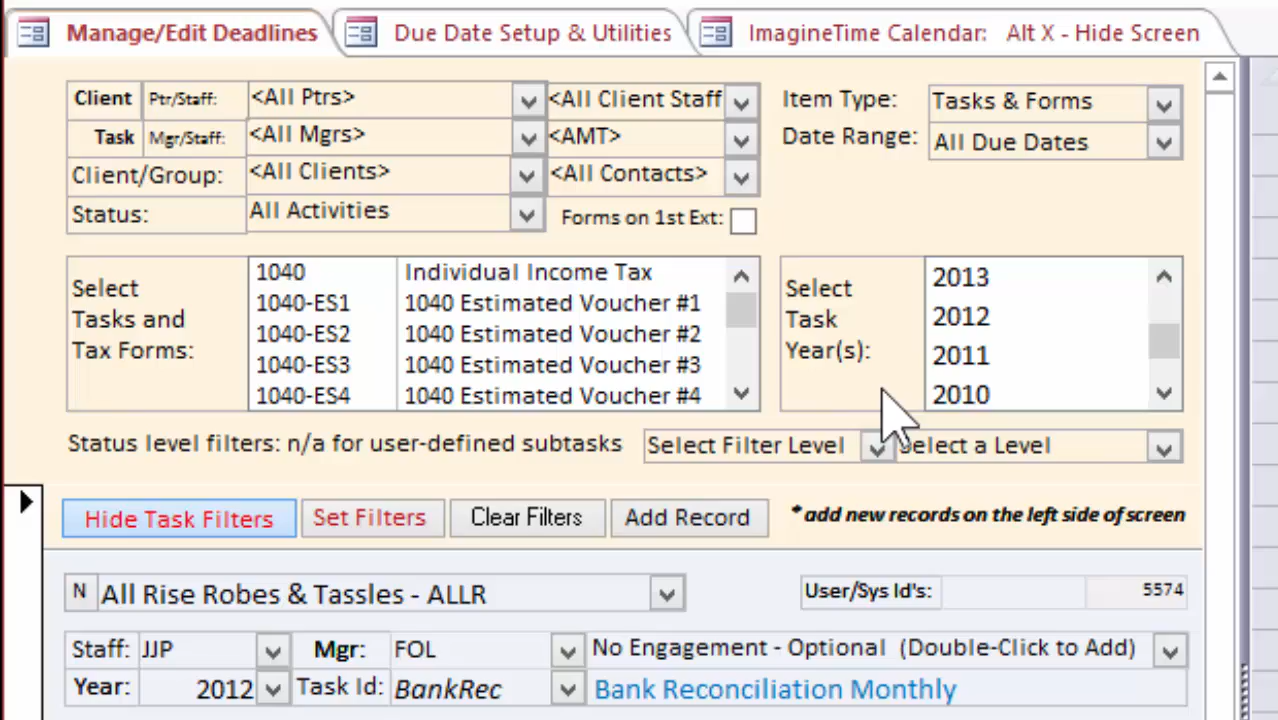 Manage/Edit Deadlines Due Date Setup & Utilities ImagineTime Calendar: Alt X - Hide Screen
Client Ptr/Staff: <All Ptrs> <All Client Staff Item Type: Tasks & Forms
Task Mgr/Staff: <All Mgrs> <AMT> Date Range: All Due Dates
Client/Group: <All Clients> <All Contacts>
Status: All Activities Forms on 1st Ext:
Select Tasks and Tax Forms:
1040 Individual Income Tax
1040-ES1 1040 Estimated Voucher #1
1040-ES2 1040 Estimated Voucher #2
1040-ES3 1040 Estimated Voucher #3
1040-ES4 1040 Estimated Voucher #4
Select Task Year(s):
2013
2012
2011
2010
Status level filters: n/a for user-defined subtasks Select Filter Level Select a Level
Hide Task Filters Set Filters Clear Filters Add Record * add new records on the left side of screen
N All Rise Robes & Tassles - ALLR User/Sys Id's: 5574
Staff: JJP Mgr: FOL No Engagement - Optional (Double-Click to Add)
Year: 2012 Task Id: BankRec Bank Reconciliation Monthly